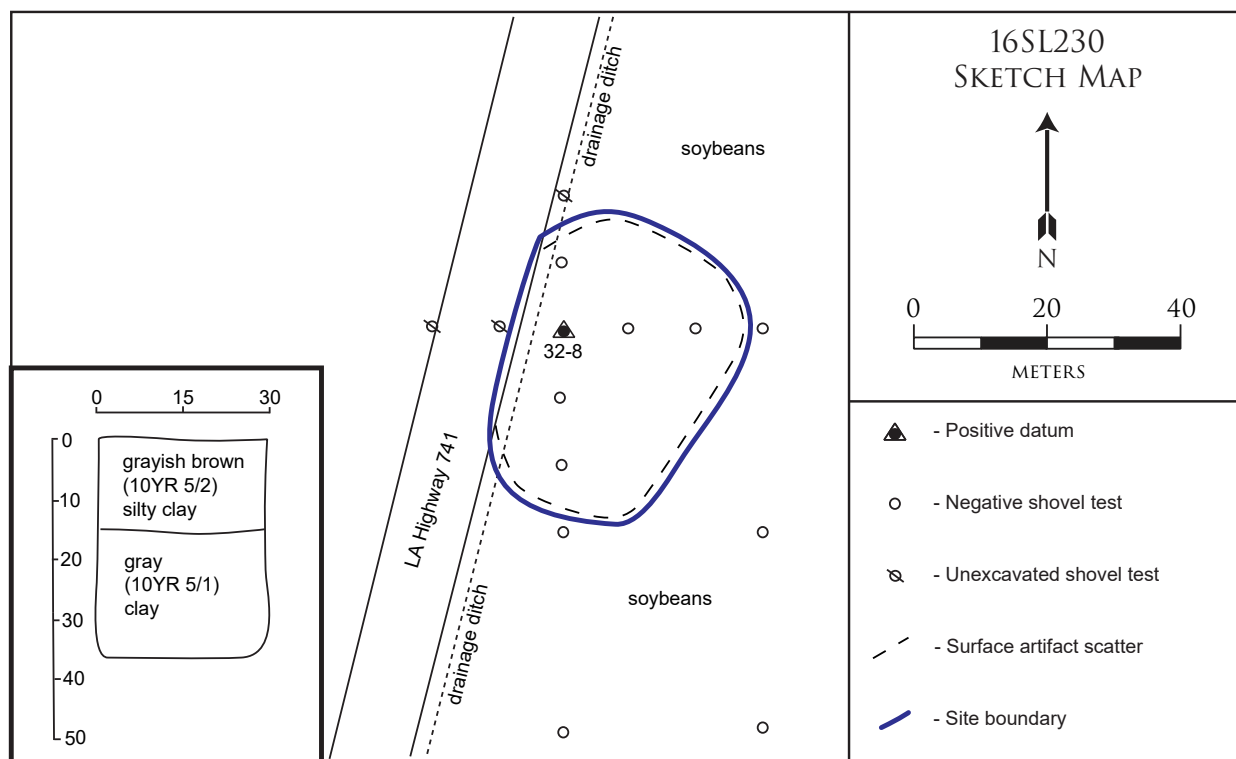 16SL230
SKETCH MAP
N
0 20 40
METERS
- Positive datum
- Negative shovel test
- Unexcavated shovel test
- Surface artifact scatter
- Site boundary
drainage ditch
soybeans
32-8
LA Highway 741
drainage ditch
soybeans
0 15 30
0
10
20
30
40
50
grayish brown
(10YR 5/2)
silty clay
gray
(10YR 5/1)
clay